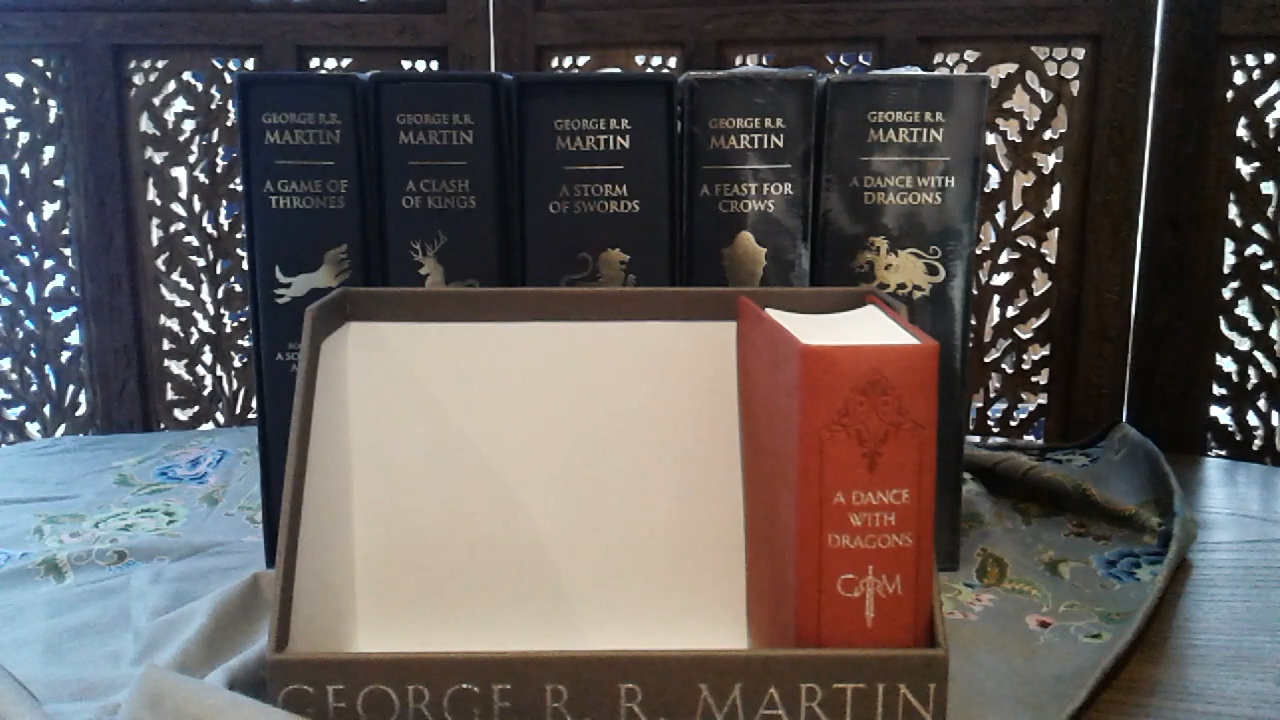 GEORGE R.R.
MARTIN
A GAME OF
THRONES
GEORGE R.R.
MARTIN
A CLASH
OF KINGS
GEORGE R.R.
MARTIN
A STORM
OF SWORDS
GEORGE R.R.
MARTIN
A FEAST FOR
CROWS
GEORGE R.R.
MARTIN
A DANCE WITH
DRAGONS
A DANCE
WITH
DRAGONS
GRRM
GEORGE R. R. MARTIN